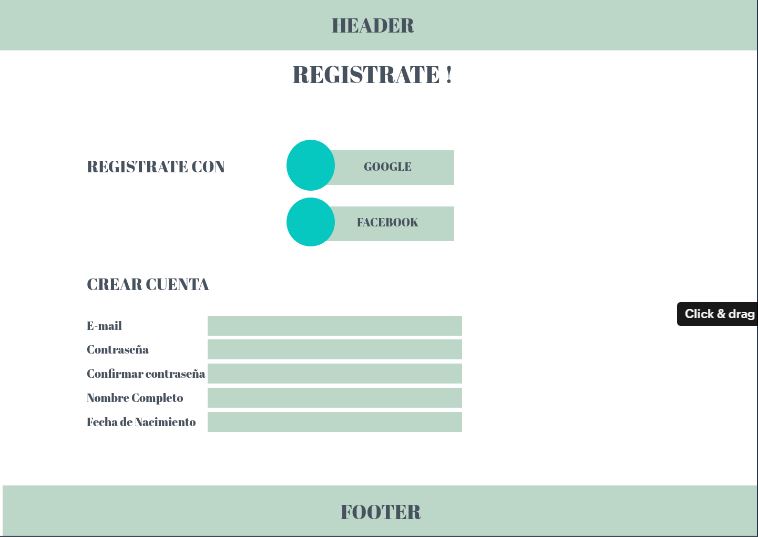 HEADER
REGISTRATE !
REGISTRATE CON
GOOGLE
FACEBOOK
CREAR CUENTA
E-mail
Contraseña
Confirmar contraseña
Nombre Completo
Fecha de Nacimiento
Click & drag
FOOTER